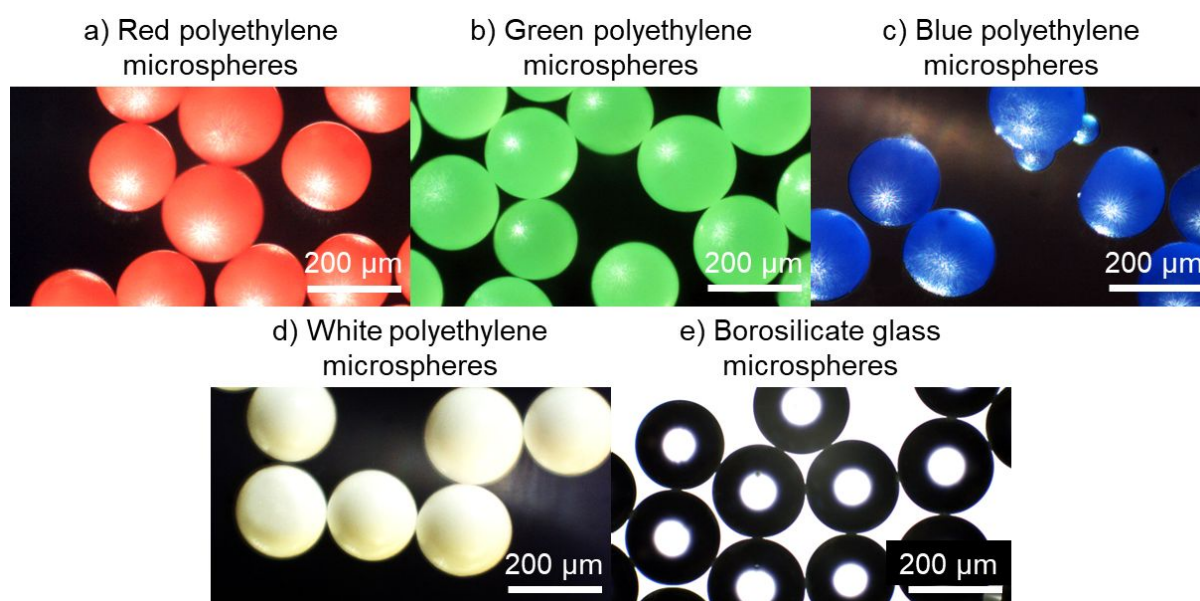 a) Red polyethylene
microspheres
b) Green polyethylene
microspheres
c) Blue polyethylene
microspheres
200 µm
200 µm
200 µm
d) White polyethylene
microspheres
e) Borosilicate glass
microspheres
200 µm
200 µm